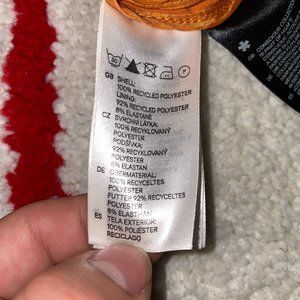 GB SHELL:
100% RECYCLED POLYESTER
LINING:
92% RECYCLED POLYESTER
8% ELASTANE
CZ SVRCHNÍ LÁTKA:
100% RECYKLOVANÝ
POLYESTER
PODŠÍVKA:
92% RECYKLOVANÝ
POLYESTER
8% ELASTAN
DE OBERMATERIAL:
100% RECYCELTES
POLYESTER
FUTTER:92% RECYCELTES
POLYESTER
8% ELASTHAN
ES TELA EXTERIOR:
100% POLIÉSTER
RECICLADO